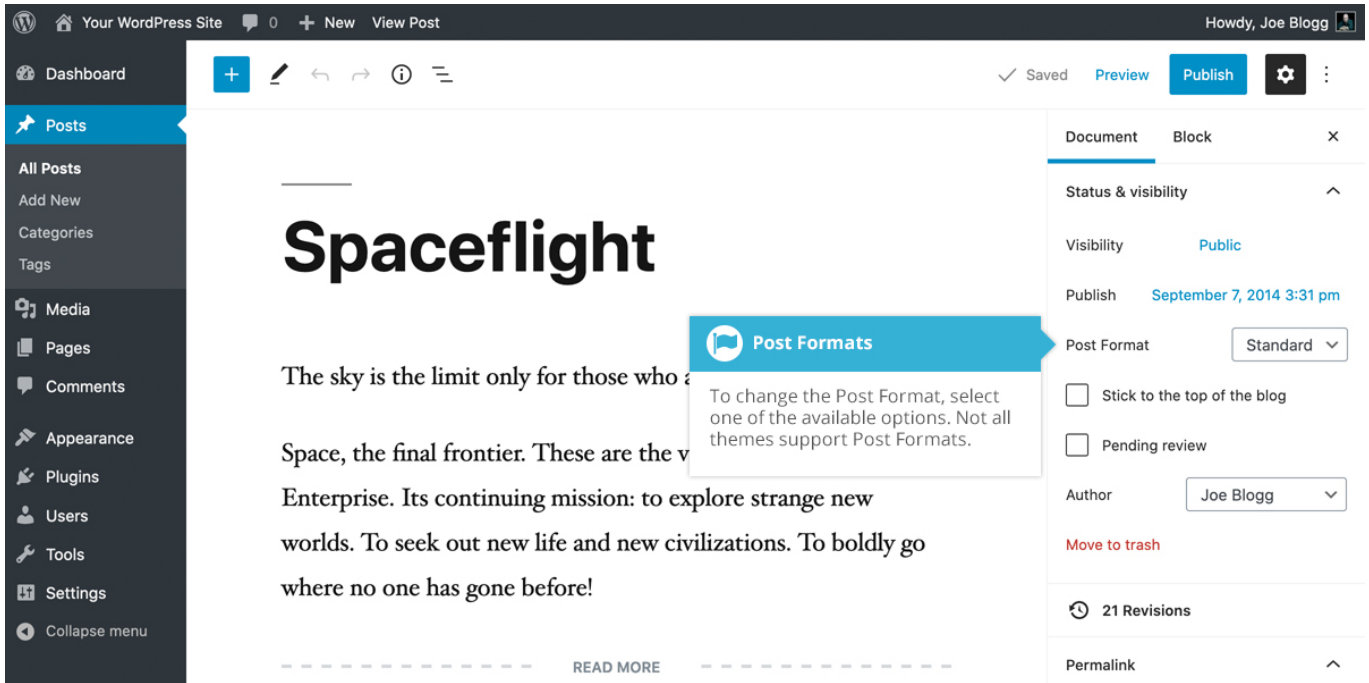 Your WordPress Site 0 New View Post Howdy, Joe Blogg
Dashboard
Posts
All Posts
Add New
Categories
Tags
Media
Pages
Comments
Appearance
Plugins
Users
Tools
Settings
Collapse menu
Saved Preview Publish
Spaceflight
The sky is the limit only for those who
Space, the final frontier. These are the
Enterprise. Its continuing mission: to explore strange new
worlds. To seek out new life and new civilizations. To boldly go
where no one has gone before!
READ MORE
Post Formats
To change the Post Format, select
one of the available options. Not all
themes support Post Formats.
Document Block
Status & visibility
Visibility Public
Publish September 7, 2014 3:31 pm
Post Format Standard
Stick to the top of the blog
Pending review
Author Joe Blogg
Move to trash
21 Revisions
Permalink